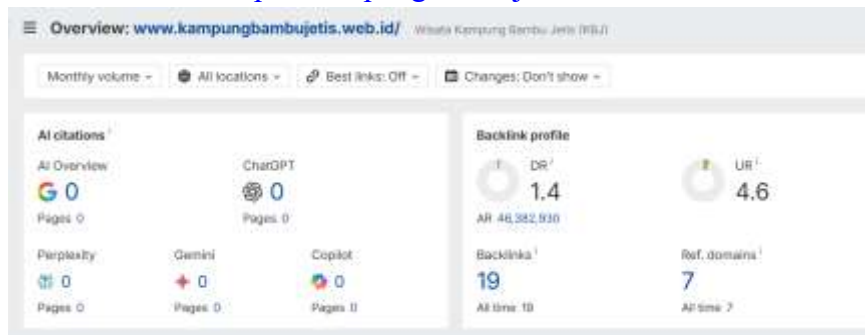 Overview: www.kampungbambujetis.web.id/ Wisata Kampung Bambu Jetis (KBJ)
Monthly volume All locations Best links: Off Changes: Don't show
AI citations
AI Overview ChatGPT
0 0
Pages 0 Pages 0
Perplexity Gemini Copilot
0 0 0
Pages 0 Pages 0 Pages 0
Backlink profile
DR UR
1.4 4.6
AR 46,382,930
Backlinks Ref. domains
19 7
All time 19 All time 7